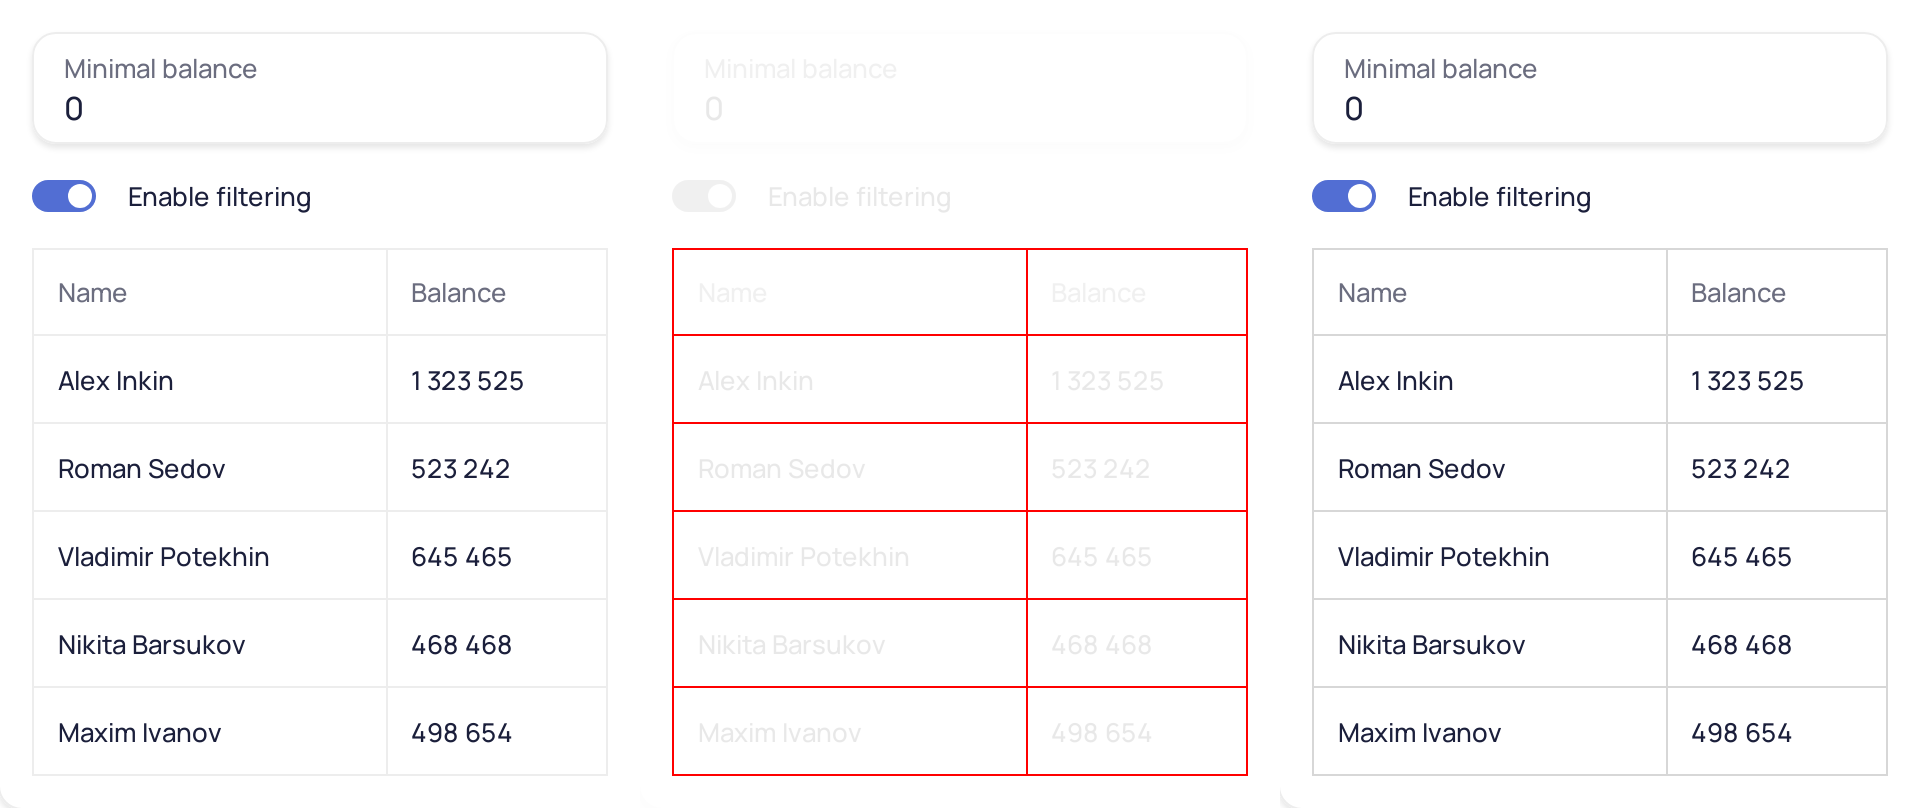 Minimal balance
0
Enable filtering
Name Balance
Alex Inkin 1 323 525
Roman Sedov 523 242
Vladimir Potekhin 645 465
Nikita Barsukov 468 468
Maxim Ivanov 498 654
Minimal balance
0
Enable filtering
Name Balance
Alex Inkin 1 323 525
Roman Sedov 523 242
Vladimir Potekhin 645 465
Nikita Barsukov 468 468
Maxim Ivanov 498 654
Minimal balance
0
Enable filtering
Name Balance
Alex Inkin 1 323 525
Roman Sedov 523 242
Vladimir Potekhin 645 465
Nikita Barsukov 468 468
Maxim Ivanov 498 654